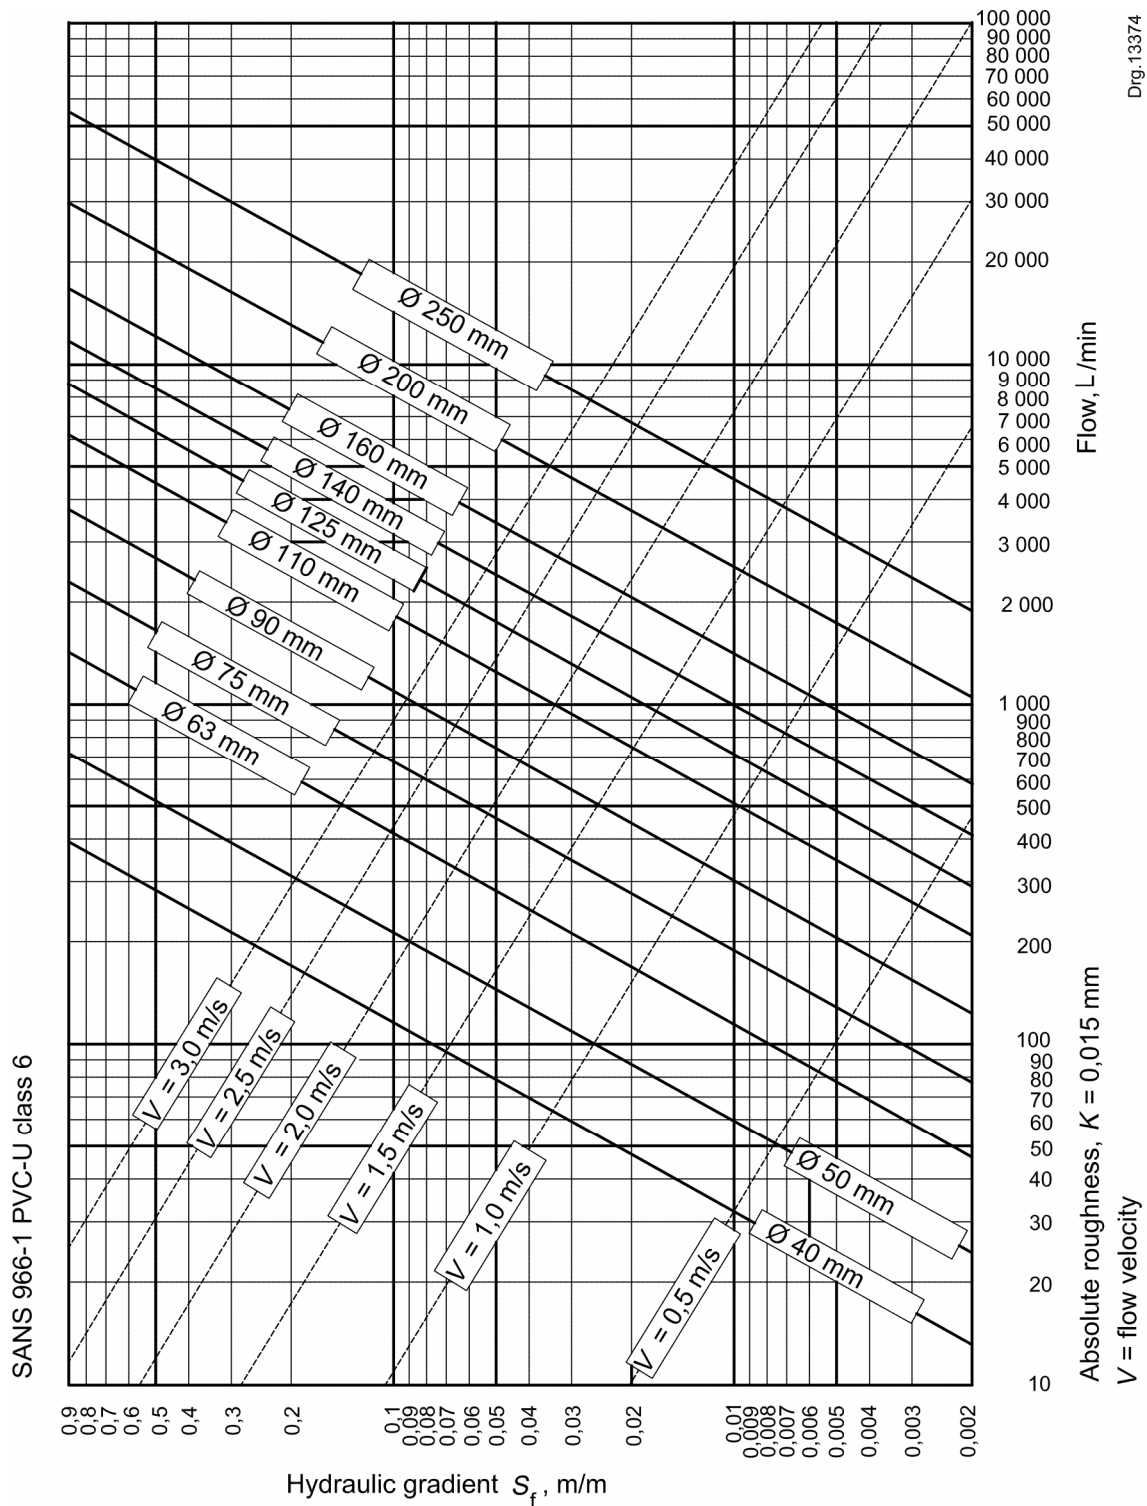 Drg.13374
SANS 966-1 PVC-U class 6
100 000
90 000
80 000
70 000
60 000
50 000
40 000
30 000
20 000
10 000
9 000
8 000
7 000
6 000
5 000
4 000
3 000
2 000
1 000
900
800
700
600
500
400
300
200
100
90
80
70
60
50
40
30
20
10
Flow, L/min
Ø 250 mm
Ø 200 mm
Ø 160 mm
Ø 140 mm
Ø 125 mm
Ø 110 mm
Ø 90 mm
Ø 75 mm
Ø 63 mm
Ø 50 mm
Ø 40 mm
V = 3,0 m/s
V = 2,5 m/s
V = 2,0 m/s
V = 1,5 m/s
V = 1,0 m/s
V = 0,5 m/s
0,9
0,8
0,7
0,6
0,5
0,4
0,3
0,2
0,1
0,09
0,08
0,07
0,06
0,05
0,04
0,03
0,02
0,01
0,009
0,008
0,007
0,006
0,005
0,004
0,003
0,002
Hydraulic gradient Sf , m/m
Absolute roughness, K = 0,015 mm
V = flow velocity